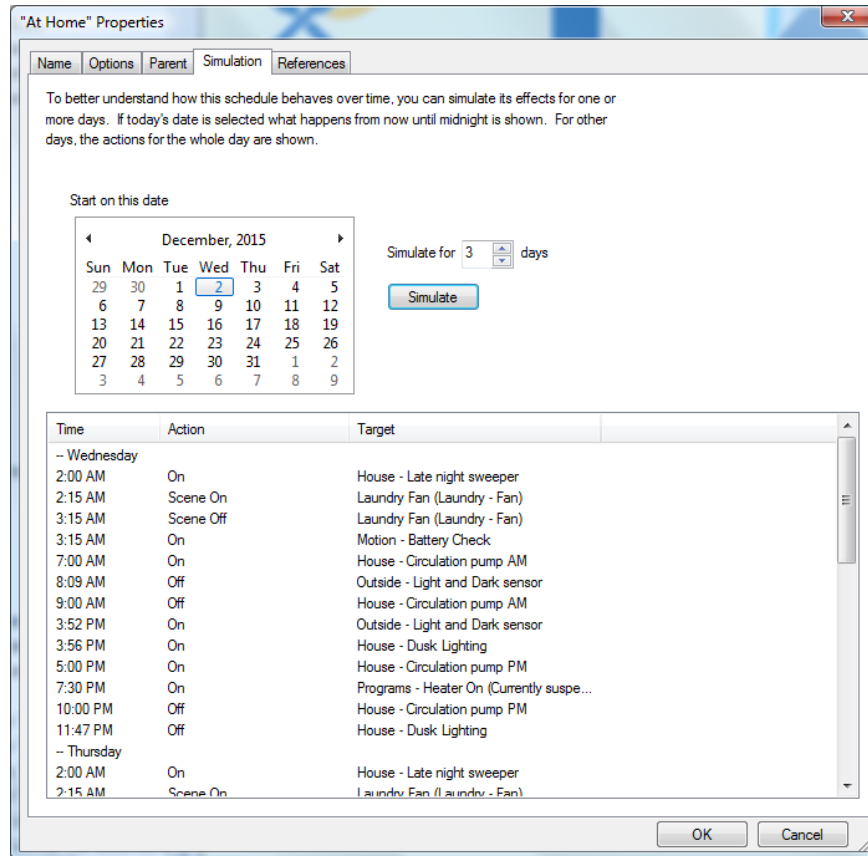 "At Home" Properties
Name Options Parent Simulation References
To better understand how this schedule behaves over time, you can simulate its effects for one or
more days. If today's date is selected what happens from now until midnight is shown. For other
days, the actions for the whole day are shown.
Start on this date
December, 2015
Sun Mon Tue Wed Thu Fri Sat
29 30 1 2 3 4 5
6 7 8 9 10 11 12
13 14 15 16 17 18 19
20 21 22 23 24 25 26
27 28 29 30 31 1 2
3 4 5 6 7 8 9
Simulate for 3 days
Simulate
Time Action Target
-- Wednesday
2:00 AM On House - Late night sweeper
2:15 AM Scene On Laundry Fan (Laundry - Fan)
3:15 AM Scene Off Laundry Fan (Laundry - Fan)
3:15 AM On Motion - Battery Check
7:00 AM On House - Circulation pump AM
8:09 AM Off Outside - Light and Dark sensor
9:00 AM Off House - Circulation pump AM
3:52 PM On Outside - Light and Dark sensor
3:56 PM On House - Dusk Lighting
5:00 PM On House - Circulation pump PM
7:30 PM On Programs - Heater On (Currently suspe...
10:00 PM Off House - Circulation pump PM
11:47 PM Off House - Dusk Lighting
-- Thursday
2:00 AM On House - Late night sweeper
2:15 AM Scene On Laundry Fan (Laundry - Fan)
OK Cancel